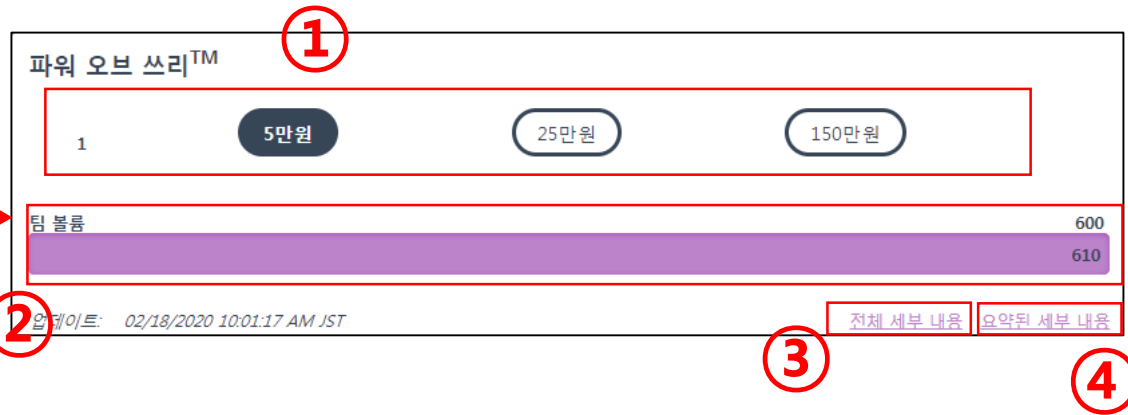 ①
파워 오브 쓰리TM
1 5만원 25만원 150만원
팀 볼륨 600
610
② 업데이트: 02/18/2020 10:01:17 AM JST 전체 세부 내용 요약된 세부 내용
③ ④